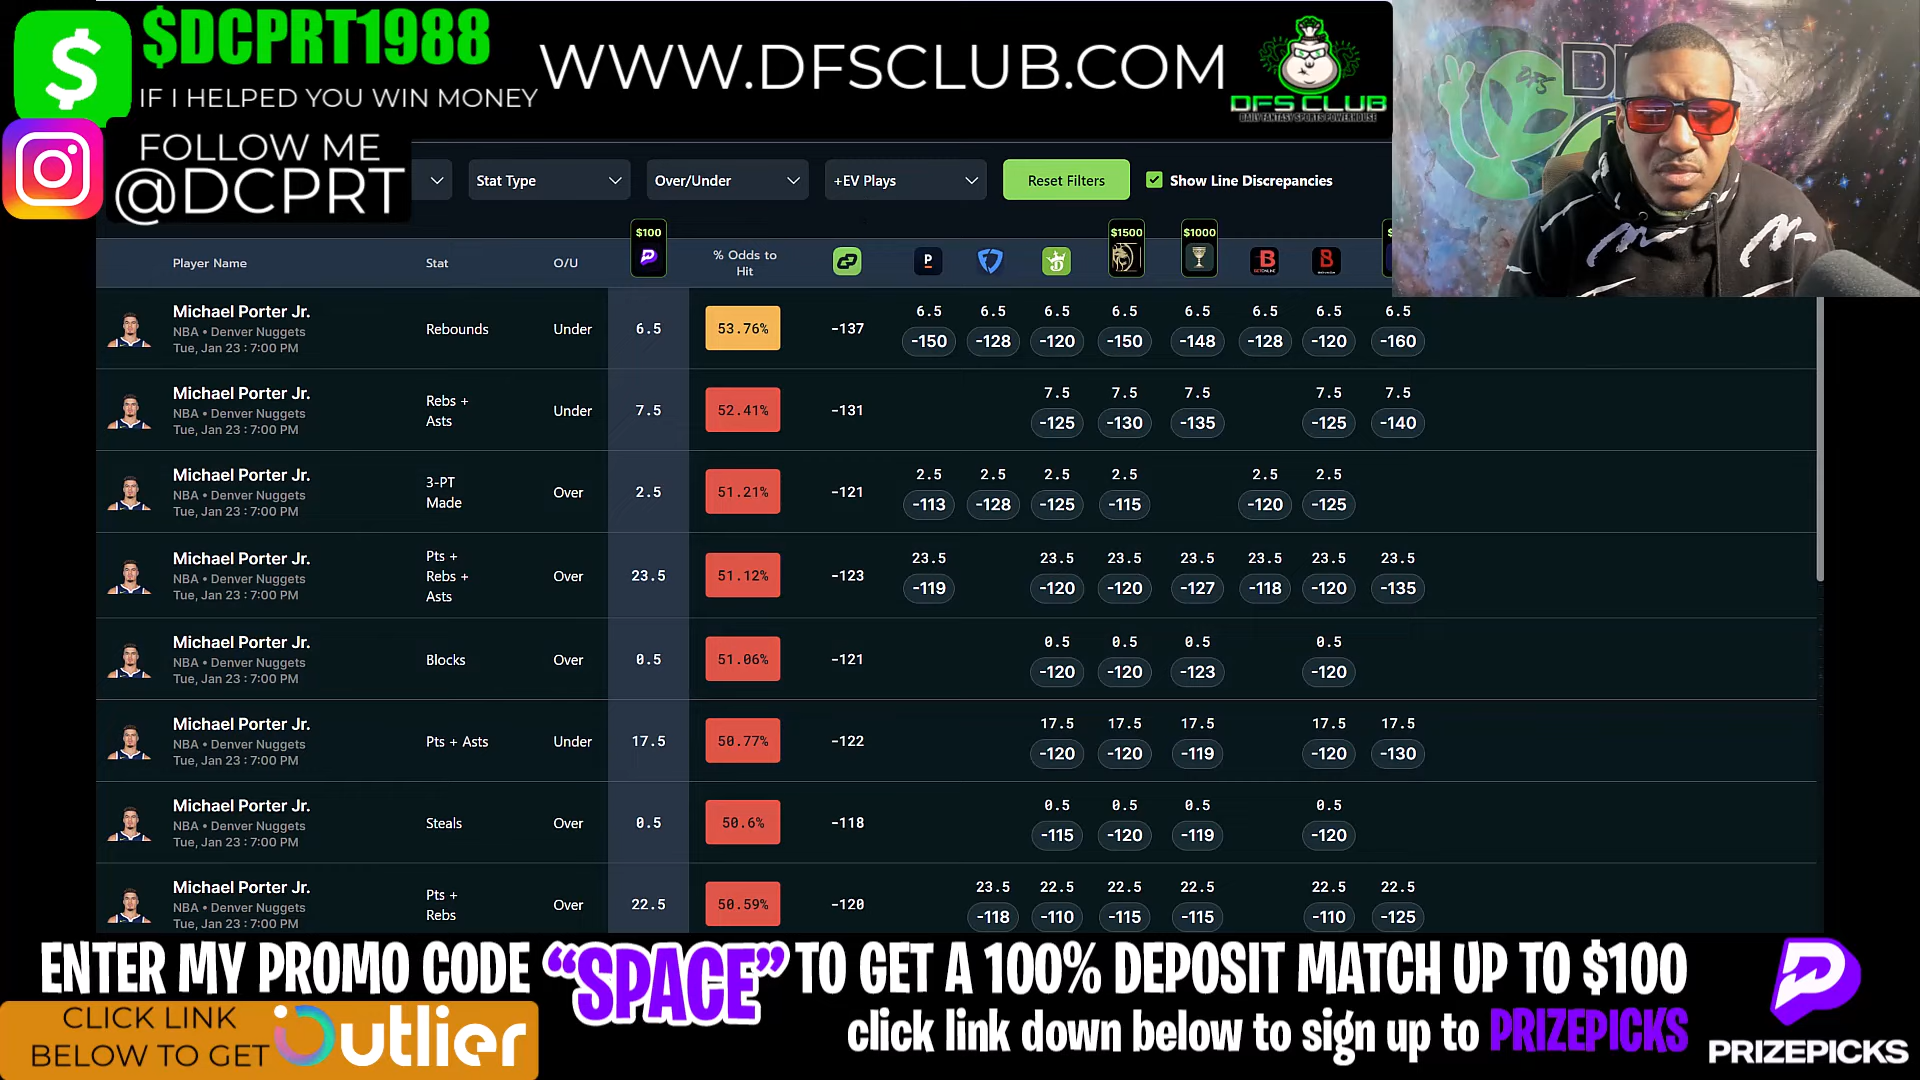 $DCPRT1988
IF I HELPED YOU WIN MONEY
WWW.DFSCLUB.COM
DFS CLUB
DAILY FANTASY SPORTS POWERHOUSE
FOLLOW ME
@DCPRT
Stat Type
Over/Under
+EV Plays
Reset Filters
Show Line Discrepancies
$100
$1500
$1000
Player Name
Stat
O/U
% Odds to
Hit
P
B
BETONLINE
B
Michael Porter Jr.
NBA • Denver Nuggets
Tue, Jan 23 : 7:00 PM
Rebounds
Under
6.5
53.76%
-137
6.5 6.5 6.5 6.5 6.5 6.5 6.5 6.5
-150 -128 -120 -150 -148 -128 -120 -160
Michael Porter Jr.
NBA • Denver Nuggets
Tue, Jan 23 : 7:00 PM
Rebs +
Asts
Under
7.5
52.41%
-131
7.5 7.5 7.5 7.5 7.5
-125 -130 -135 -125 -140
Michael Porter Jr.
NBA • Denver Nuggets
Tue, Jan 23 : 7:00 PM
3-PT
Made
Over
2.5
51.21%
-121
2.5 2.5 2.5 2.5 2.5 2.5
-113 -128 -125 -115 -120 -125
Michael Porter Jr.
NBA • Denver Nuggets
Tue, Jan 23 : 7:00 PM
Pts +
Rebs +
Asts
Over
23.5
51.12%
-123
23.5 23.5 23.5 23.5 23.5 23.5 23.5
-119 -120 -120 -127 -118 -120 -135
Michael Porter Jr.
NBA • Denver Nuggets
Tue, Jan 23 : 7:00 PM
Blocks
Over
0.5
51.06%
-121
0.5 0.5 0.5 0.5
-120 -120 -123 -120
Michael Porter Jr.
NBA • Denver Nuggets
Tue, Jan 23 : 7:00 PM
Pts + Asts
Under
17.5
50.77%
-122
17.5 17.5 17.5 17.5 17.5
-120 -120 -119 -120 -130
Michael Porter Jr.
NBA • Denver Nuggets
Tue, Jan 23 : 7:00 PM
Steals
Over
0.5
50.6%
-118
0.5 0.5 0.5 0.5
-115 -120 -119 -120
Michael Porter Jr.
NBA • Denver Nuggets
Tue, Jan 23 : 7:00 PM
Pts +
Rebs
Over
22.5
50.59%
-120
23.5 22.5 22.5 22.5 22.5 22.5
-118 -110 -115 -115 -110 -125
ENTER MY PROMO CODE "SPACE" TO GET A 100% DEPOSIT MATCH UP TO $100
click link down below to sign up to PRIZEPICKS
CLICK LINK
BELOW TO GET Outlier
PRIZEPICKS